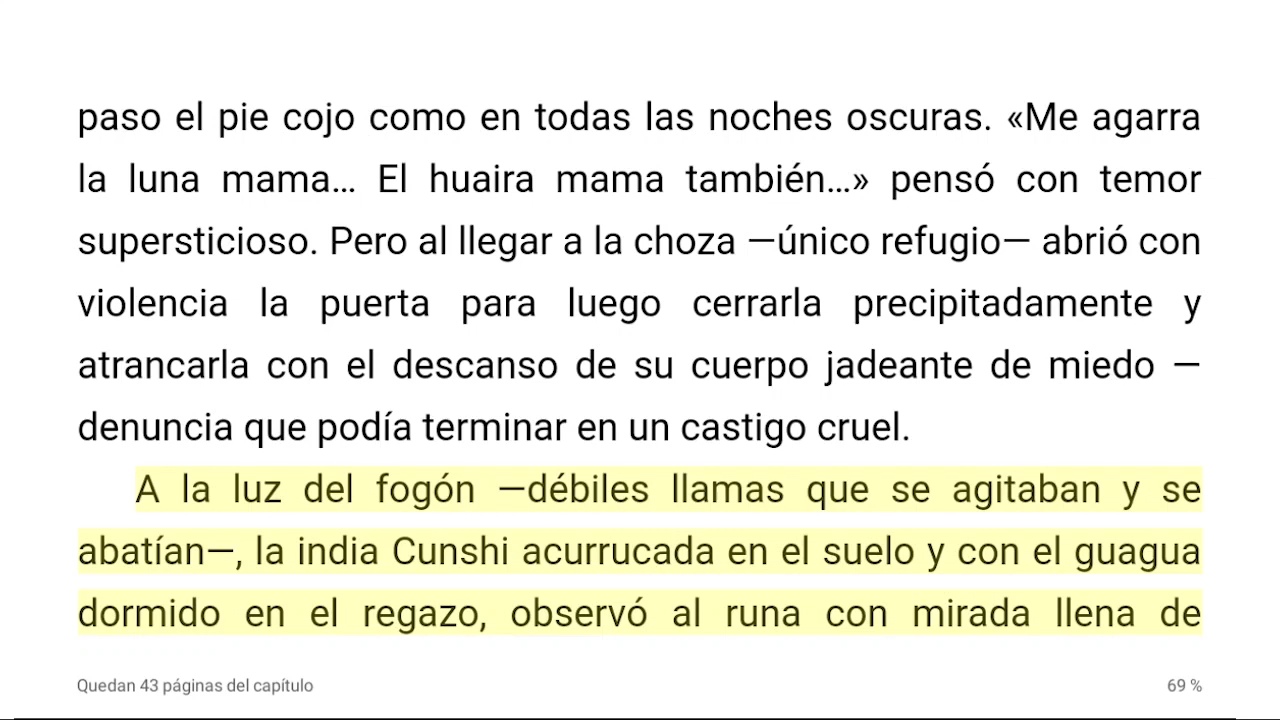 paso el pie cojo como en todas las noches oscuras. «Me agarra
la luna mama… El huaira mama también…» pensó con temor
supersticioso. Pero al llegar a la choza —único refugio— abrió con
violencia la puerta para luego cerrarla precipitadamente y
atrancarla con el descanso de su cuerpo jadeante de miedo —
denuncia que podía terminar en un castigo cruel.
A la luz del fogón —débiles llamas que se agitaban y se
abatían—, la india Cunshi acurrucada en el suelo y con el guagua
dormido en el regazo, observó al runa con mirada llena de
Quedan 43 páginas del capítulo
69 %